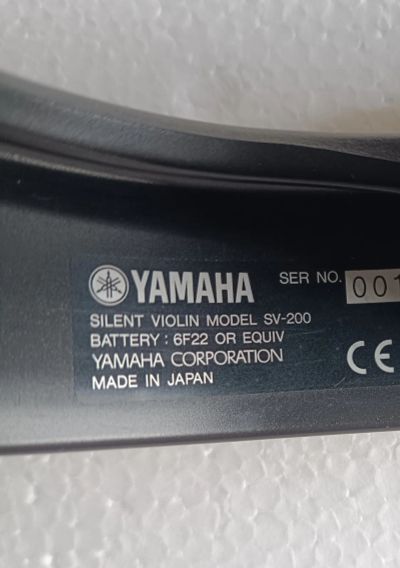 YAMAHA SER NO. 001
SILENT VIOLIN MODEL SV-200
BATTERY : 6F22 OR EQUIV
YAMAHA CORPORATION CE
MADE IN JAPAN